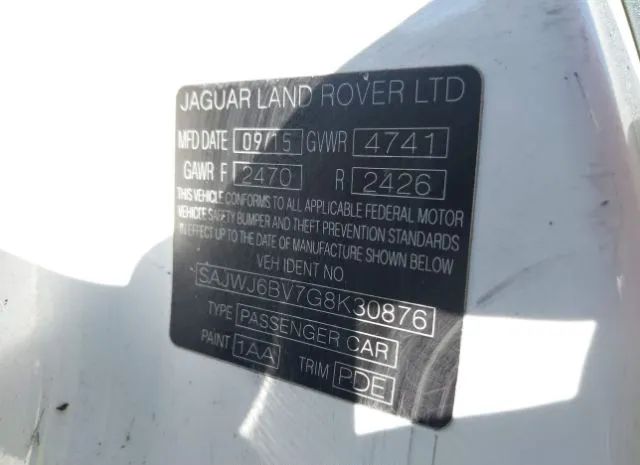 JAGUAR LAND ROVER LTD
MFD DATE 09/15 GVWR 4741
GAWR F 2470 R 2426
THIS VEHICLE CONFORMS TO ALL APPLICABLE FEDERAL MOTOR
VEHICLE SAFETY BUMPER AND THEFT PREVENTION STANDARDS
IN EFFECT UP TO THE DATE OF MANUFACTURE SHOWN BELOW
VEH IDENT NO.
SAJWJ6BV7G8K30876
TYPE PASSENGER CAR
PAINT 1AA TRIM PDE